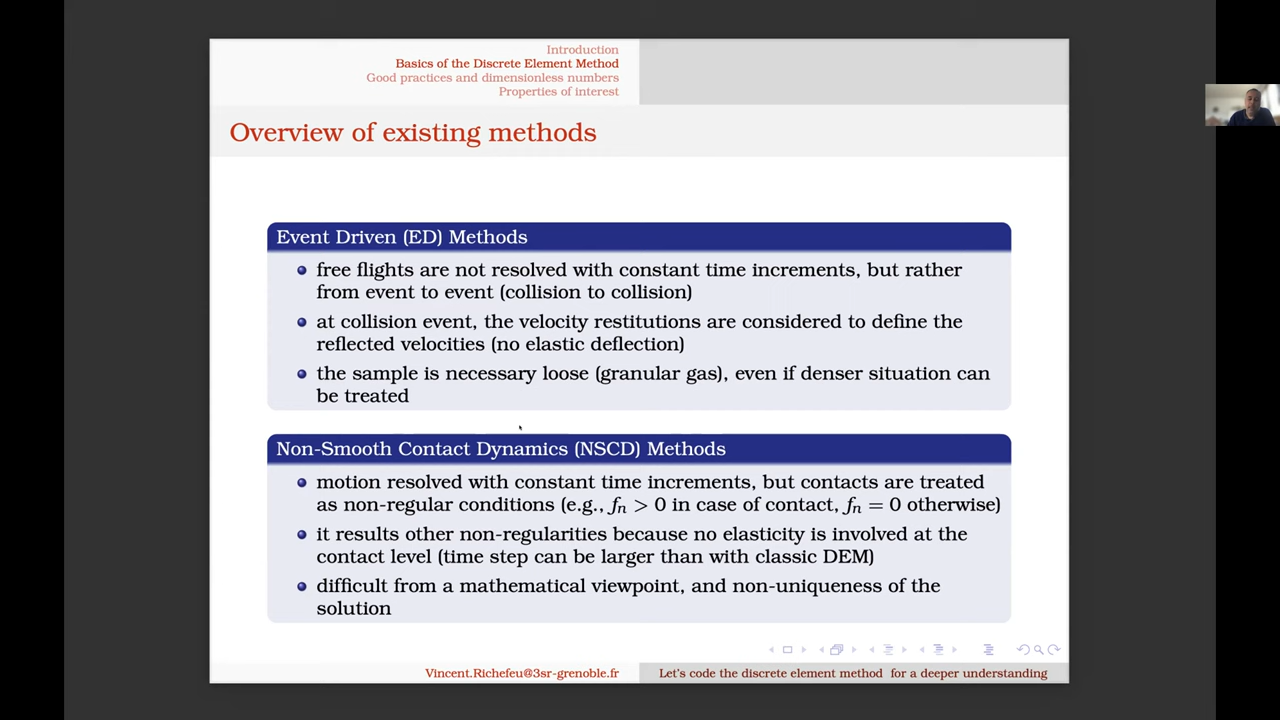 Introduction
Basics of the Discrete Element Method
Good practices and dimensionless numbers
Properties of interest
Overview of existing methods
Event Driven (ED) Methods
free flights are not resolved with constant time increments, but rather
from event to event (collision to collision)
at collision event, the velocity restitutions are considered to define the
reflected velocities (no elastic deflection)
the sample is necessary loose (granular gas), even if denser situation can
be treated
Non-Smooth Contact Dynamics (NSCD) Methods
motion resolved with constant time increments, but contacts are treated
as non-regular conditions (e.g., fn > 0 in case of contact, fn = 0 otherwise)
it results other non-regularities because no elasticity is involved at the
contact level (time step can be larger than with classic DEM)
difficult from a mathematical viewpoint, and non-uniqueness of the
solution
Vincent.Richefeu@3sr-grenoble.fr
Let's code the discrete element method for a deeper understanding